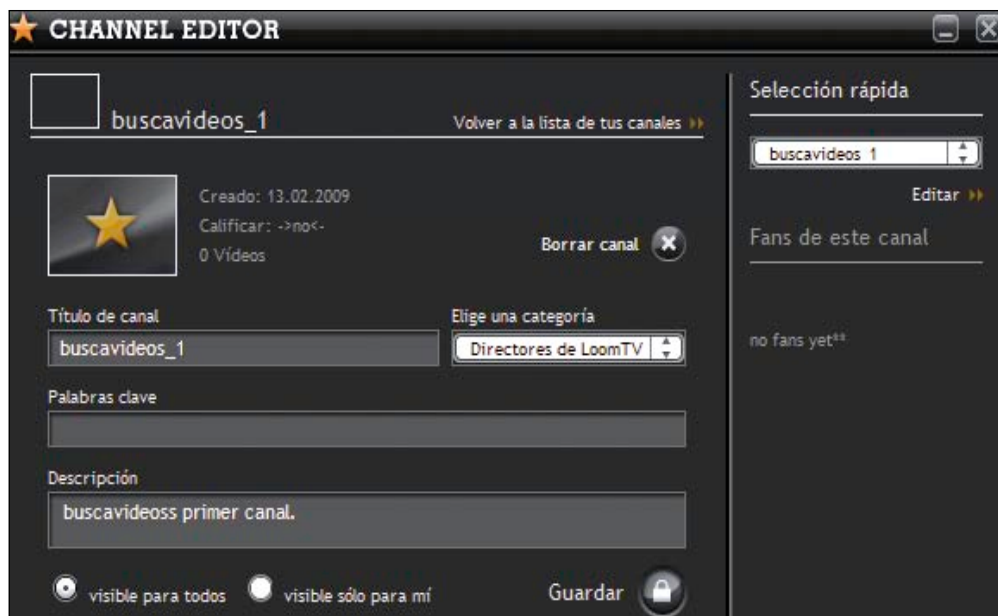 CHANNEL EDITOR
buscavideos_1
Volver a la lista de tus canales
Creado: 13.02.2009
Calificar: ->no<-
0 Vídeos
Borrar canal
Título de canal
Elige una categoría
buscavideos_1
Directores de LoomTV
Palabras clave
Descripción
buscavideoss primer canal.
visible para todos
visible sólo para mí
Guardar
Selección rápida
buscavideos 1
Editar
Fans de este canal
no fans yet**